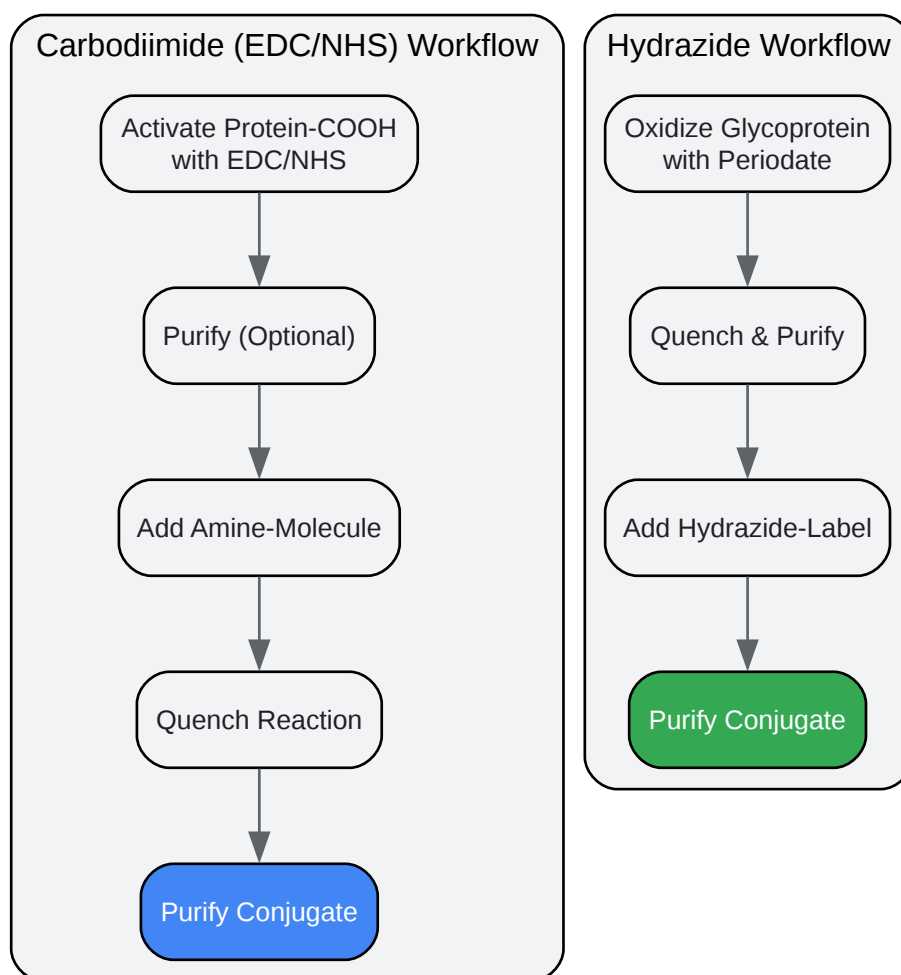 Carbodiimide (EDC/NHS) Workflow
Activate Protein-COOH
with EDC/NHS
Purify (Optional)
Add Amine-Molecule
Quench Reaction
Purify Conjugate
Hydrazide Workflow
Oxidize Glycoprotein
with Periodate
Quench & Purify
Add Hydrazide-Label
Purify Conjugate